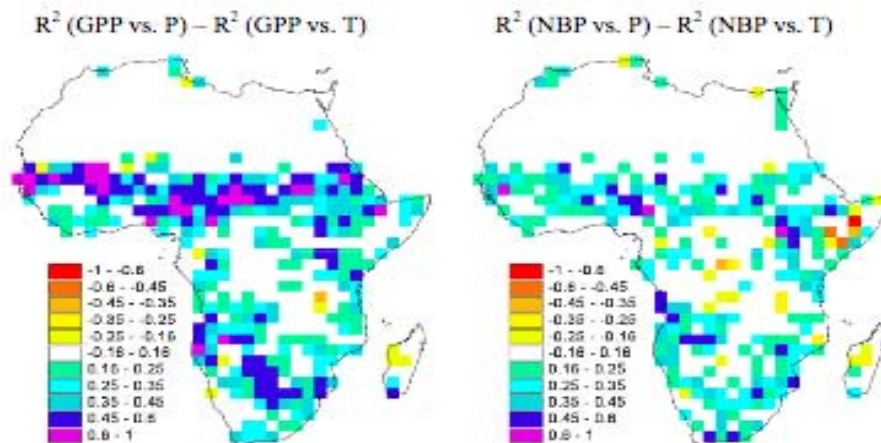 R² (GPP vs. P) – R² (GPP vs. T)
R² (NBP vs. P) – R² (NBP vs. T)
-1 - -0.6
-0.6 - -0.45
-0.45 - -0.35
-0.35 - -0.25
-0.25 - -0.16
-0.16 - 0.16
0.16 - 0.25
0.25 - 0.35
0.35 - 0.45
0.45 - 0.6
0.6 - 1
-1 - -0.6
-0.6 - -0.45
-0.45 - -0.35
-0.35 - -0.25
-0.25 - -0.16
-0.16 - 0.16
0.16 - 0.25
0.25 - 0.35
0.35 - 0.45
0.45 - 0.6
0.6 - 1